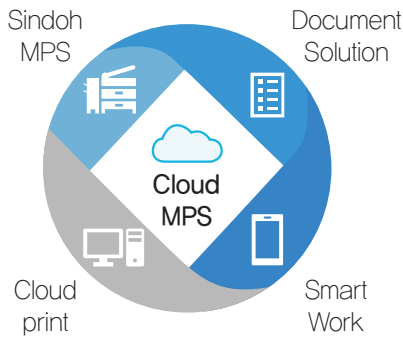 Sindoh
MPS
Document
Solution
Cloud
MPS
Cloud
print
Smart
Work